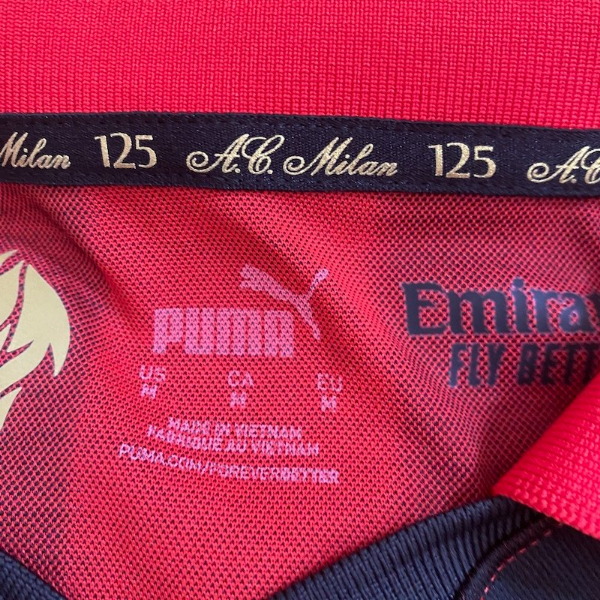 Milan 125 A.C. Milan 125 A.C.
PUMA
US CA EU
M M M
MADE IN VIETNAM
FABRIQUE AU VIETNAM
PUMA.COM/FOREVERBETTER
Emira
FLY BETT